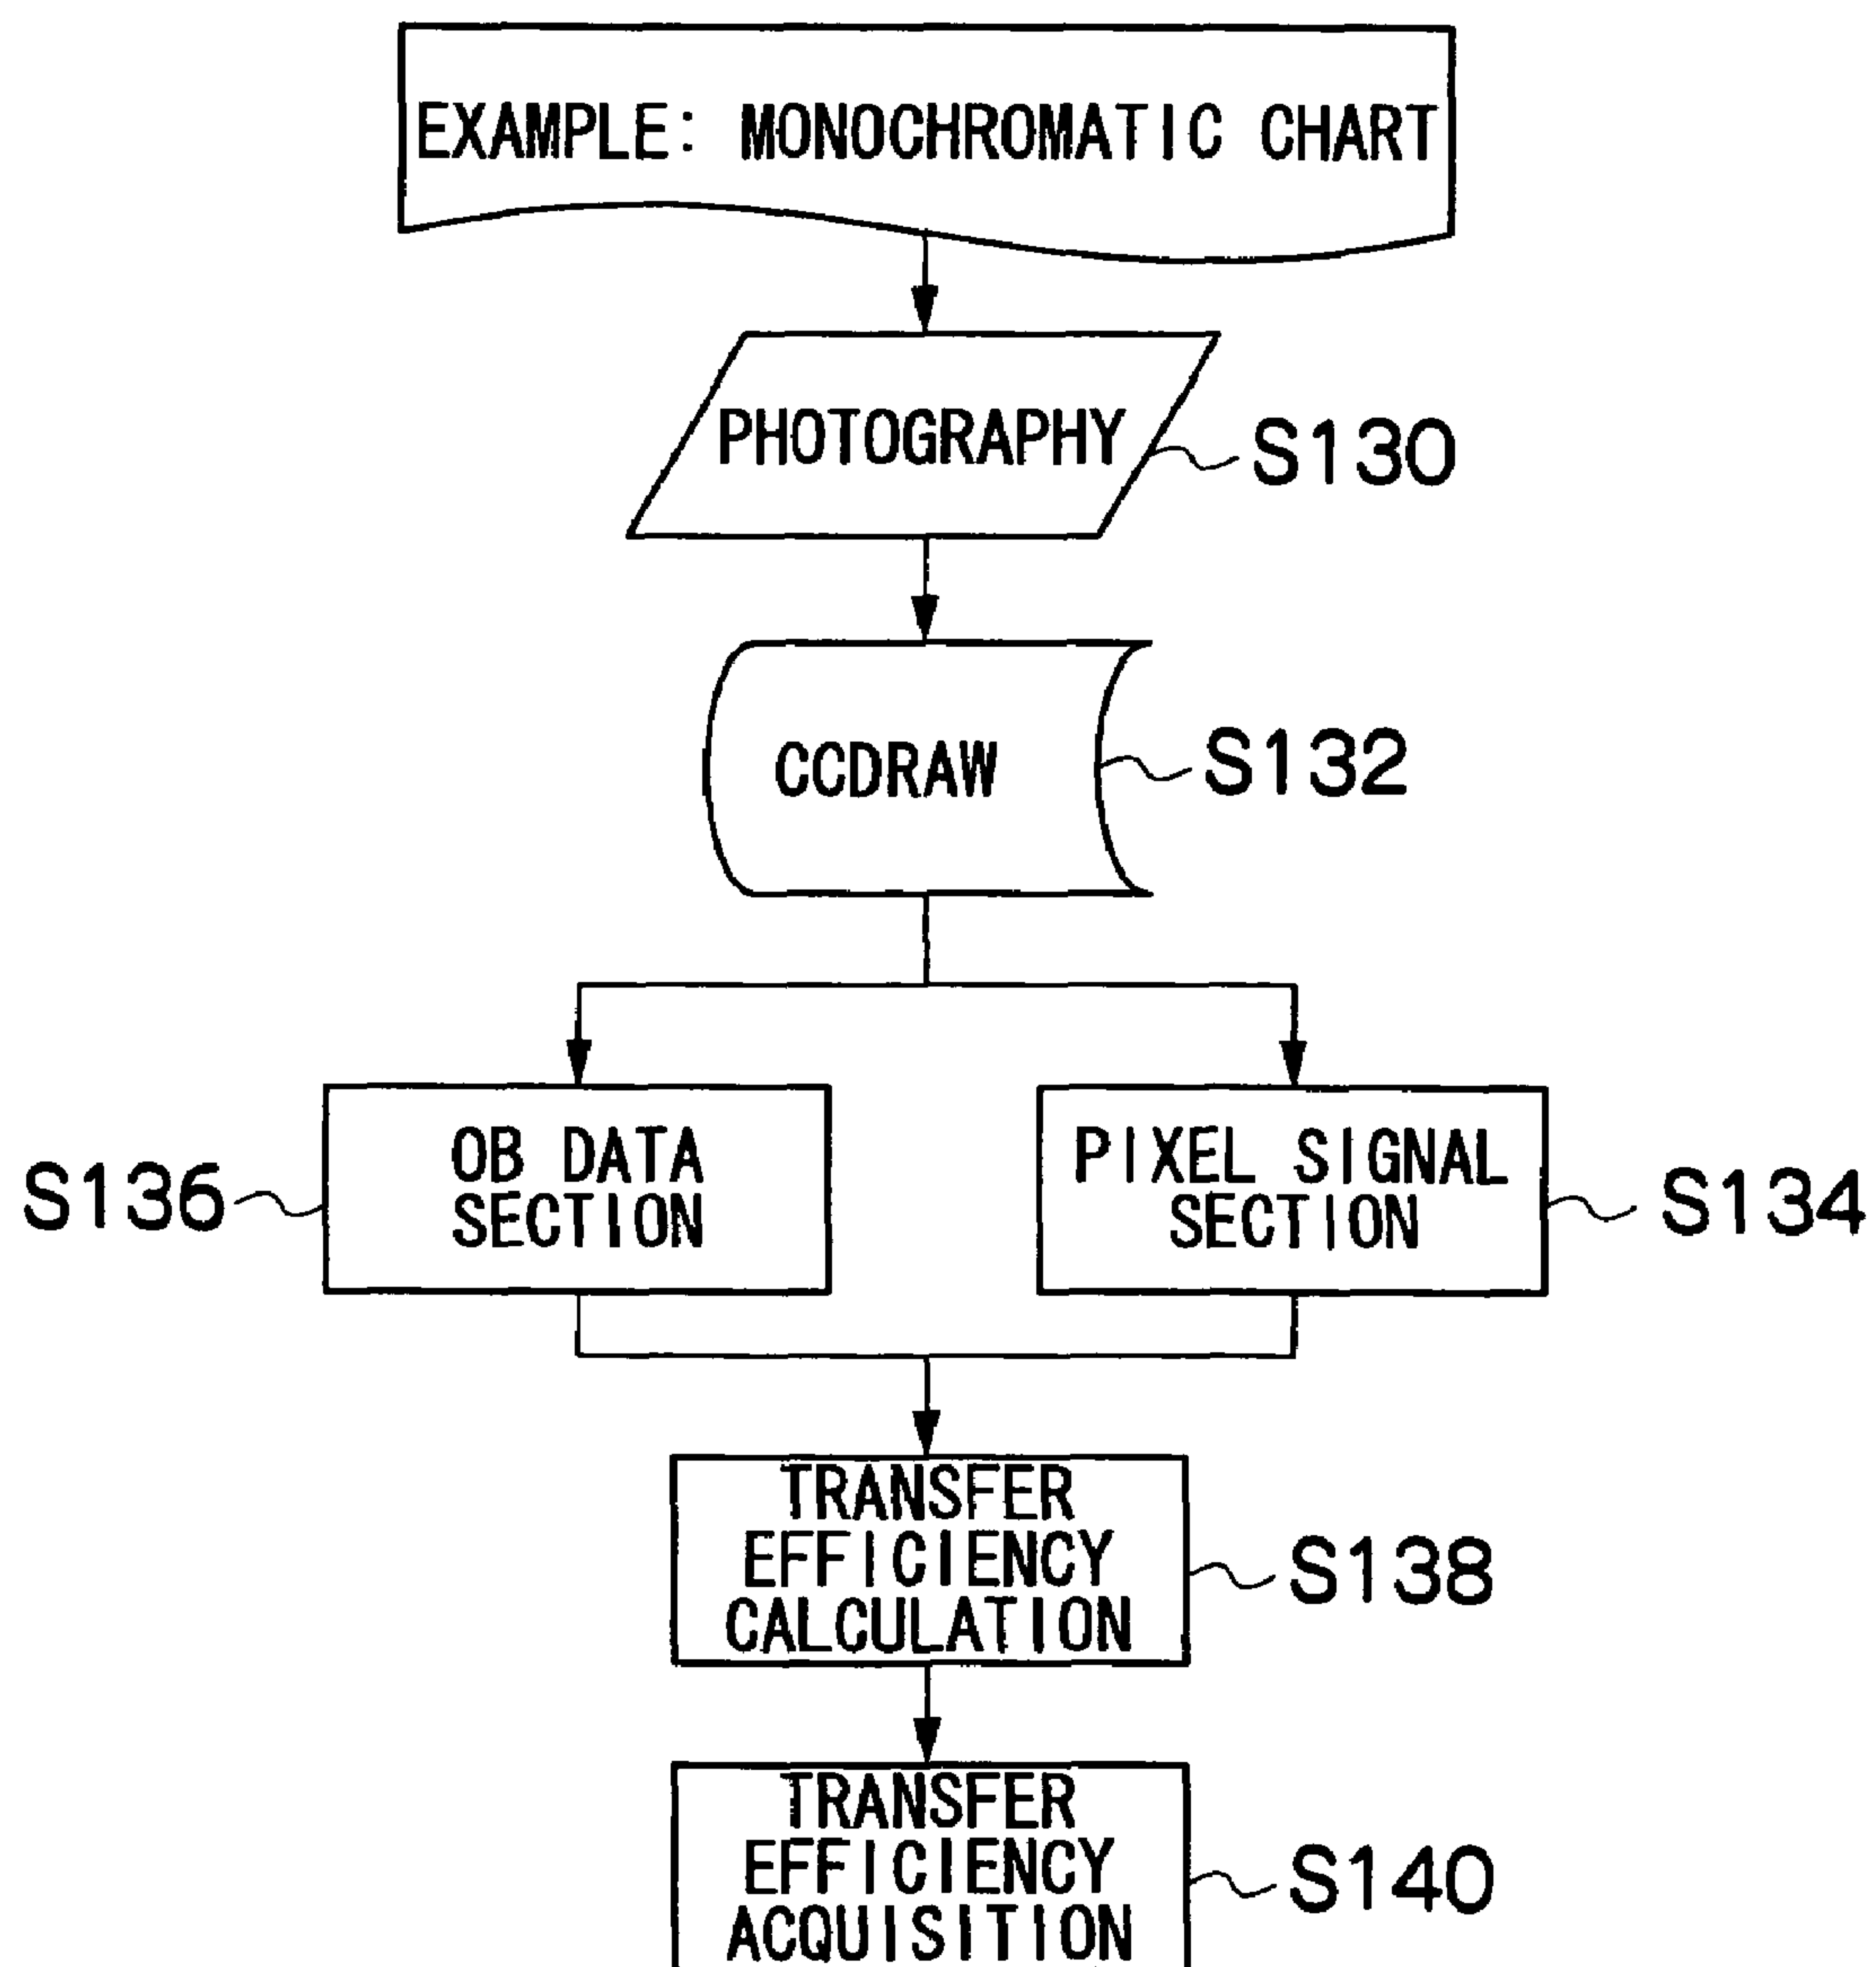 EXAMPLE: MONOCHROMATIC CHART
PHOTOGRAPHY
S130
CCDRAW
S132
OB DATA
SECTION
S136
PIXEL SIGNAL
SECTION
S134
TRANSFER
EFFICIENCY
CALCULATION
S138
TRANSFER
EFFICIENCY
ACQUISITION
S140